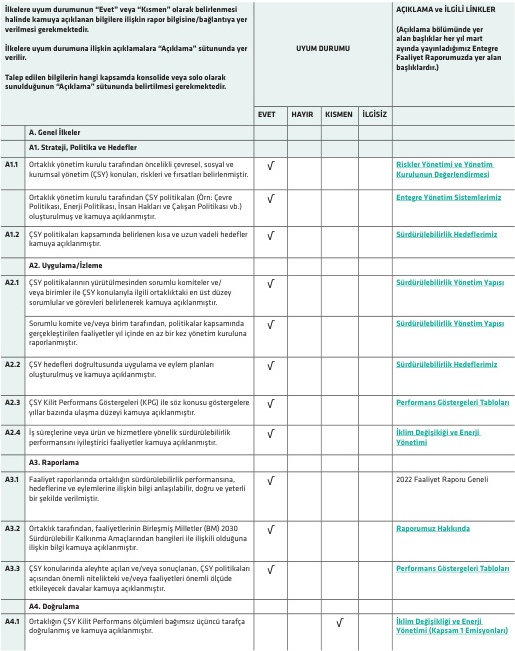 İlkelere uyum durumunun “Evet” veya “Kısmen” olarak belirlenmesi
halinde kamuya açıklanan bilgilere ilişkin rapor bilgisine/bağlantıya yer
verilmesi gerekmektedir.
İlkelere uyum durumuna ilişkin açıklamalara “Açıklama” sütununda yer
verilir.
Talep edilen bilgilerin hangi kapsamda konsolide veya solo olarak
sunulduğunun “Açıklama” sütununda belirtilmesi gerekmektedir.
UYUM DURUMU
AÇIKLAMA ve İLGİLİ LİNKLER
(Açıklama bölümünde yer
alan başlıklar her yıl mart
ayında yayınladığımız Entegre
Faaliyet Raporumuzda yer alan
başlıklardır.)
EVET HAYIR KISMEN İLGİSİZ
A. Genel İlkeler
A1. Strateji, Politika ve Hedefler
A1.1 Ortaklık yönetim kurulu tarafından öncelikli çevresel, sosyal ve
kurumsal yönetim (ÇSY) konuları, riskleri ve fırsatları belirlenmiştir.
√
Riskler Yönetimi ve Yönetim
Kurulunun Değerlendirmesi
Ortaklık yönetim kurulu tarafından ÇSY politikaları (Örn: Çevre
Politikası, Enerji Politikası, İnsan Hakları ve Çalışan Politikası vb.)
oluşturulmuş ve kamuya açıklanmıştır.
√
Entegre Yönetim Sistemlerimiz
A1.2 ÇSY politikaları kapsamında belirlenen kısa ve uzun vadeli hedefler
kamuya açıklanmıştır.
√
Sürdürülebilirlik Hedeflerimiz
A2. Uygulama/İzleme
A2.1 ÇSY politikalarının yürütülmesinden sorumlu komiteler ve/
veya birimler ile ÇSY konularıyla ilgili ortaklıktaki en üst düzey
sorumlular ve görevleri belirlenerek kamuya açıklanmıştır.
√
Sürdürülebilirlik Yönetim Yapısı
Sorumlu komite ve/veya birim tarafından, politikalar kapsamında
gerçekleştirilen faaliyetler yıl içinde en az bir kez yönetim kuruluna
raporlanmıştır.
√
Sürdürülebilirlik Yönetim Yapısı
A2.2 ÇSY hedefleri doğrultusunda uygulama ve eylem planları
oluşturulmuş ve kamuya açıklanmıştır.
√
Sürdürülebilirlik Hedeflerimiz
A2.3 ÇSY Kilit Performans Göstergeleri (KPG) ile söz konusu göstergelere
yıllar bazında ulaşma düzeyi kamuya açıklanmıştır.
√
Performans Göstergeleri Tabloları
A2.4 İş süreçlerine veya ürün ve hizmetlere yönelik sürdürülebilirlik
performansını iyileştirici faaliyetler kamuya açıklanmıştır.
√
İklim Değişikiği ve Enerji
Yönetimi
A3. Raporlama
A3.1 Faaliyet raporlarında ortaklığın sürdürülebilirlik performansına,
hedeflerine ve eylemlerine ilişkin bilgi anlaşılabilir, doğru ve yeterli
bir şekilde verilmiştir.
√
2022 Faaliyet Raporu Geneli
A3.2 Ortaklık tarafından, faaliyetlerinin Birleşmiş Milletler (BM) 2030
Sürdürülebilir Kalkınma Amaçlarından hangileri ile ilişkili olduğuna
ilişkin bilgi kamuya açıklanmıştır.
√
Raporumuz Hakkında
A3.3 ÇSY konularında aleyhte açılan ve/veya sonuçlanan, ÇSY politikaları
açısından önemli nitelikteki ve/veya faaliyetleri önemli ölçüde
etkileyecek davalar kamuya açıklanmıştır.
√
Performans Göstergeleri Tabloları
A4. Doğrulama
A4.1 Ortaklığın ÇSY Kilit Performans ölçümleri bağımsız üçüncü tarafça
doğrulanmış ve kamuya açıklanmıştır.
√
İklim Değişikliği ve Enerji
Yönetimi (Kapsam 1 Emisyonları)